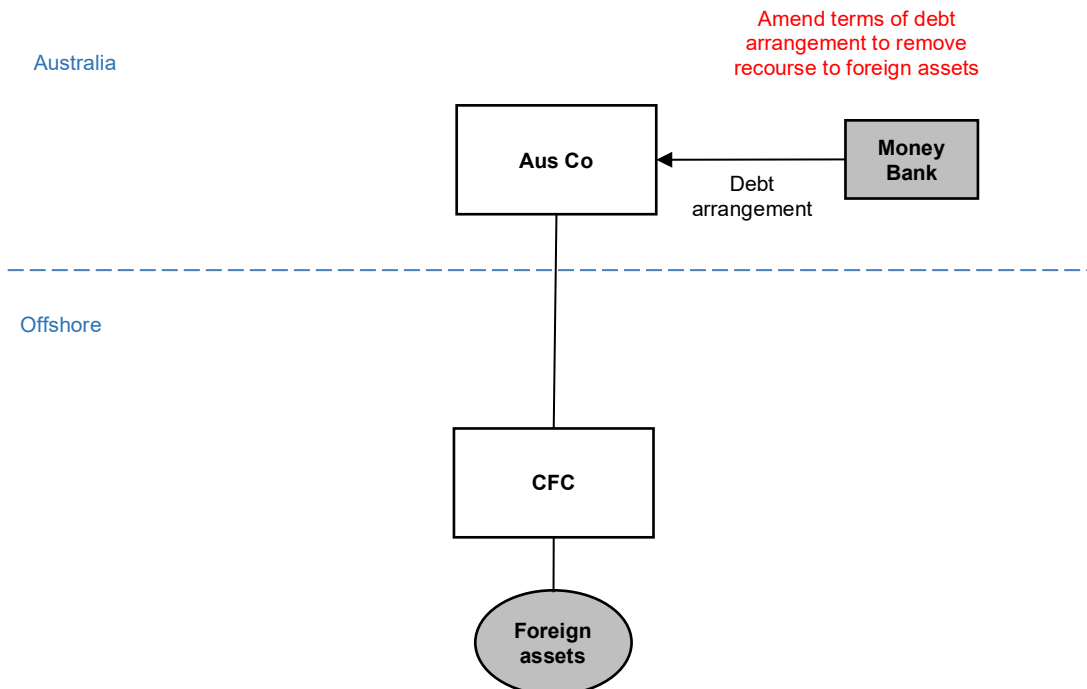 Amend terms of debt
arrangement to remove
recourse to foreign assets
Australia
Aus Co
Money
Bank
Debt
arrangement
Offshore
CFC
Foreign
assets